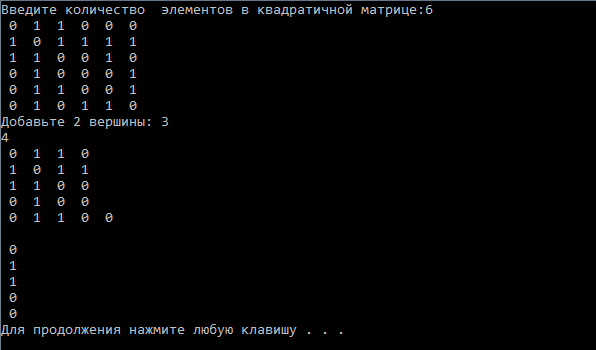 Введите количество  элементов в квадратичной матрице:6
0 1 1 0 0 0
1 0 1 1 1 1
1 1 0 0 1 0
0 1 0 0 0 1
0 1 1 0 0 1
0 1 0 1 1 0
Добавьте 2 вершины: 3
4
0 1 1 0
1 0 1 1
1 1 0 0
0 1 0 0
0 1 1 0 0
0
1
1
0
0
Для продолжения нажмите любую клавишу . . .